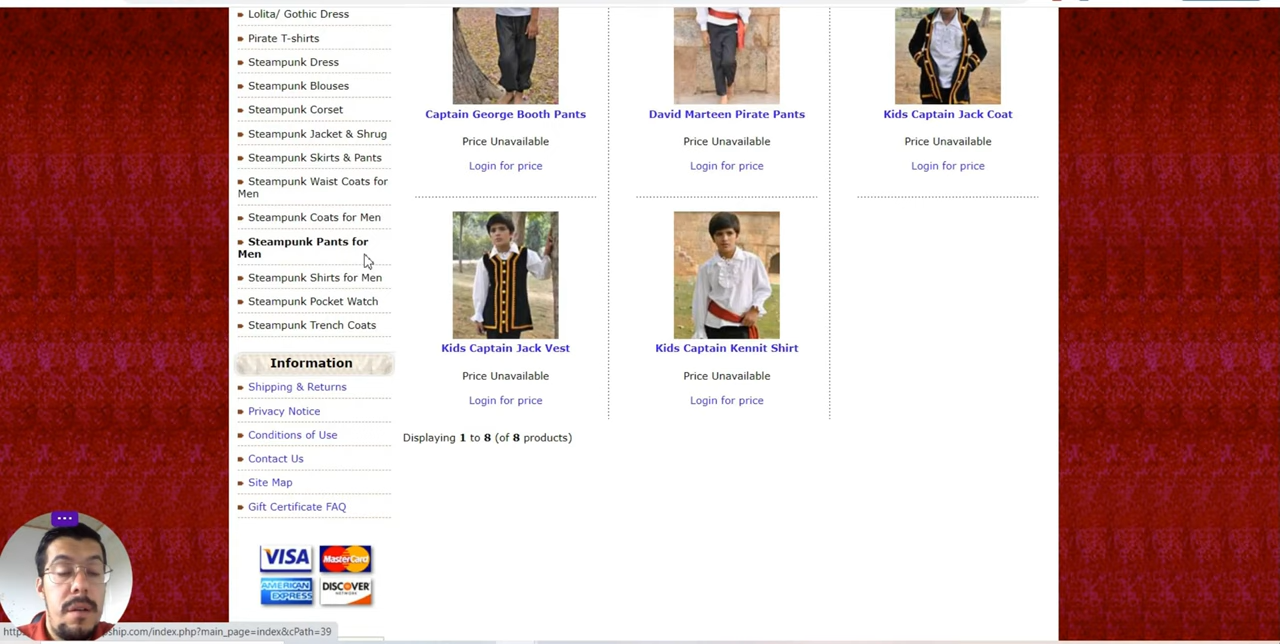 Lolita/ Gothic Dress
Pirate T-shirts
Steampunk Dress
Steampunk Blouses
Steampunk Corset
Steampunk Jacket & Shrug
Steampunk Skirts & Pants
Steampunk Waist Coats for
Men
Steampunk Coats for Men
Steampunk Pants for
Men
Steampunk Shirts for Men
Steampunk Pocket Watch
Steampunk Trench Coats
Information
Shipping & Returns
Privacy Notice
Conditions of Use
Contact Us
Site Map
Gift Certificate FAQ
VISA MasterCard
AMERICAN EXPRESS DISCOVER NETWORK
Captain George Booth Pants David Marteen Pirate Pants Kids Captain Jack Coat
Price Unavailable Price Unavailable Price Unavailable
Login for price Login for price Login for price
Kids Captain Jack Vest Kids Captain Kennit Shirt
Price Unavailable Price Unavailable
Login for price Login for price
Displaying 1 to 8 (of 8 products)
ship.com/index.php?main_page=index&cPath=39